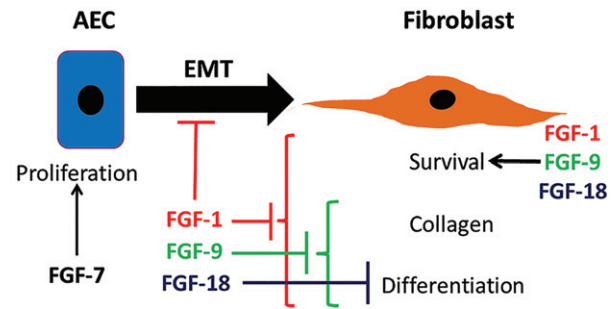 AEC
Fibroblast
EMT
FGF-1
Survival
FGF-9
Proliferation
FGF-18
FGF-1
Collagen
FGF-9
FGF-7
FGF-18
Differentiation